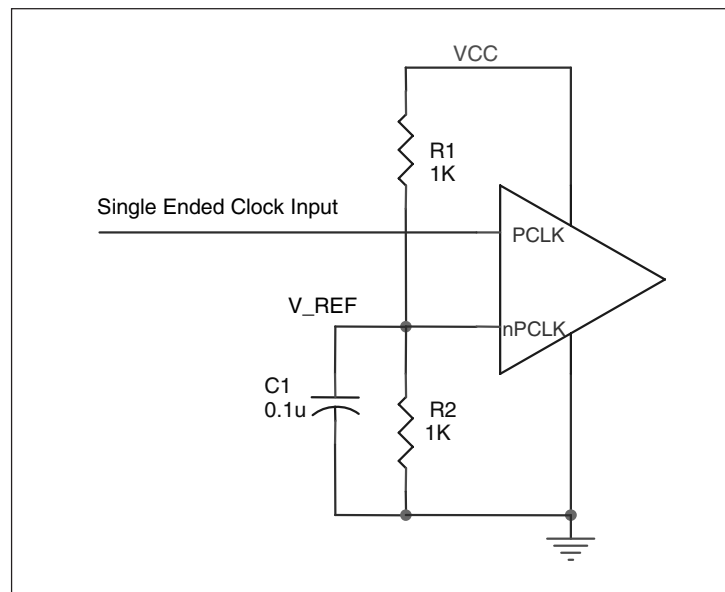 VCC
R1
1K
Single Ended Clock Input
PCLK
V_REF
nPCLK
C1
0.1u
R2
1K